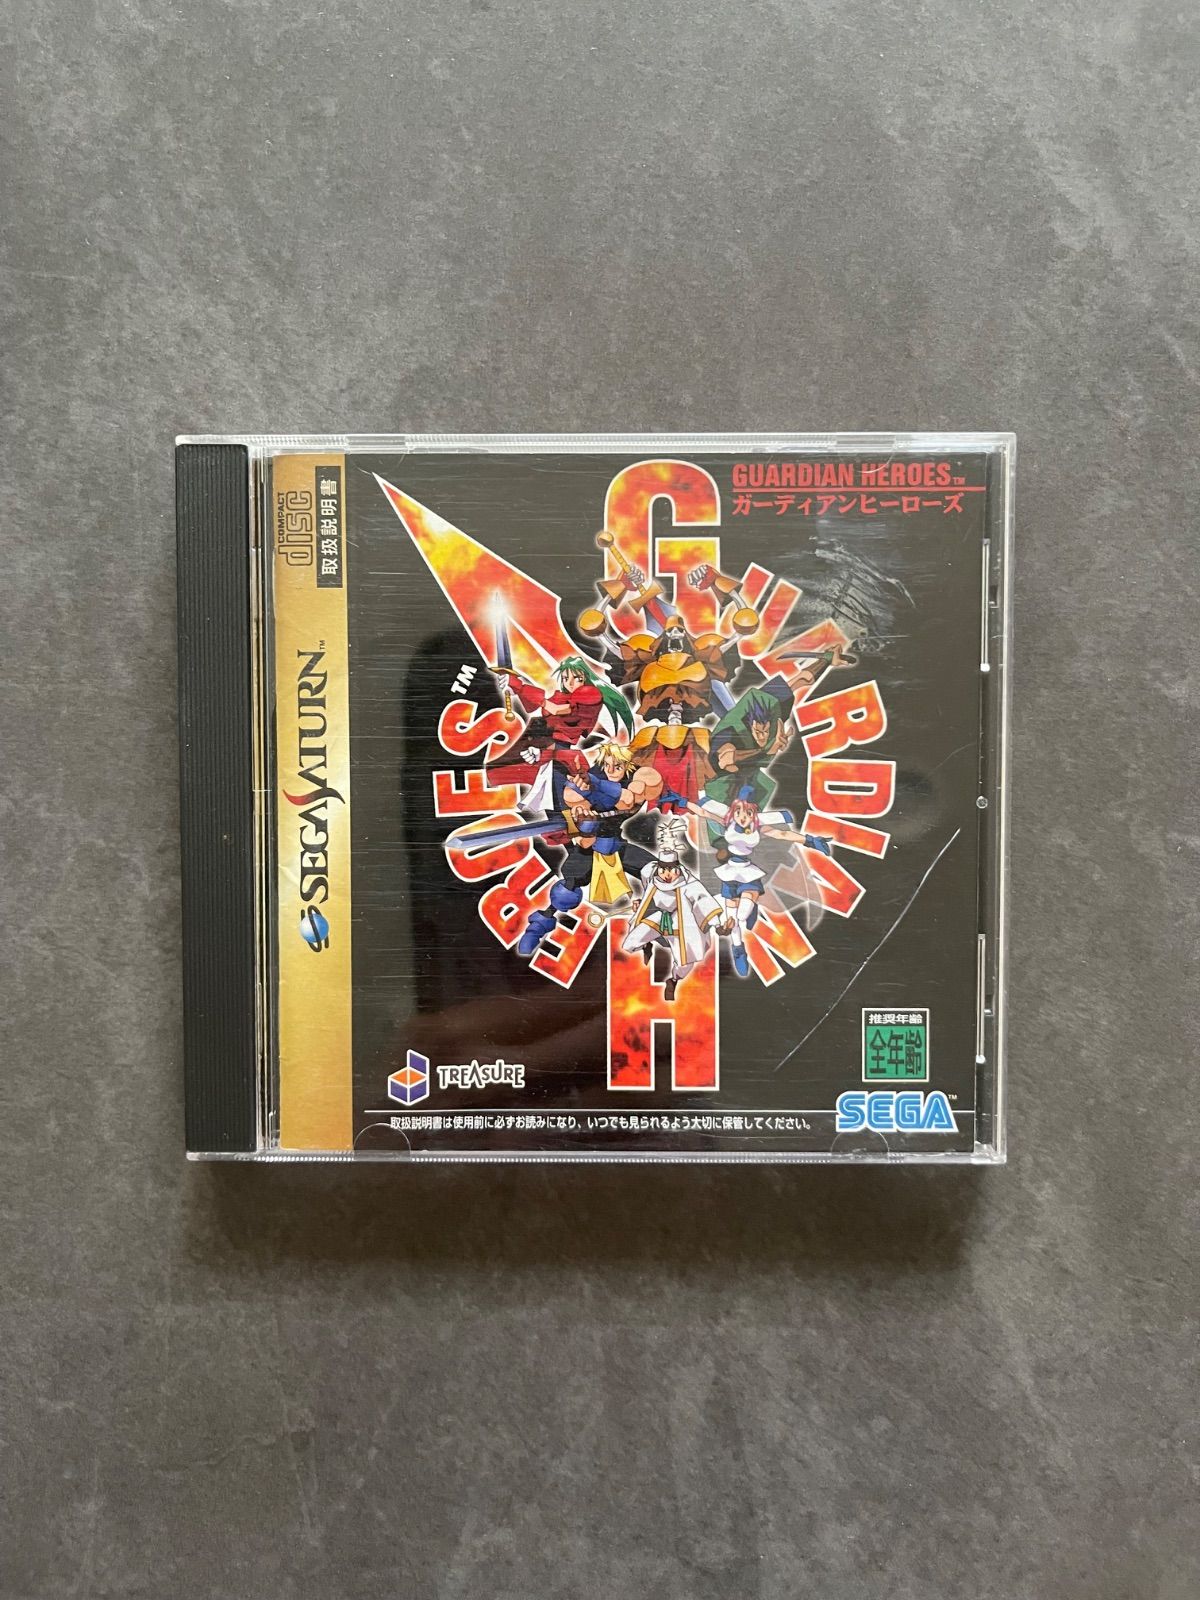 COMPACT
disc
取扱説明書
SEGA SATURN™
GUARDIAN HEROES™
ガーディアンヒーローズ
GUARDIAN
HEROES™
TREASURE
推奨年齢
全年齢
SEGA™
取扱説明書は使用前に必ずお読みになり、いつでも見られるよう大切に保管してください。